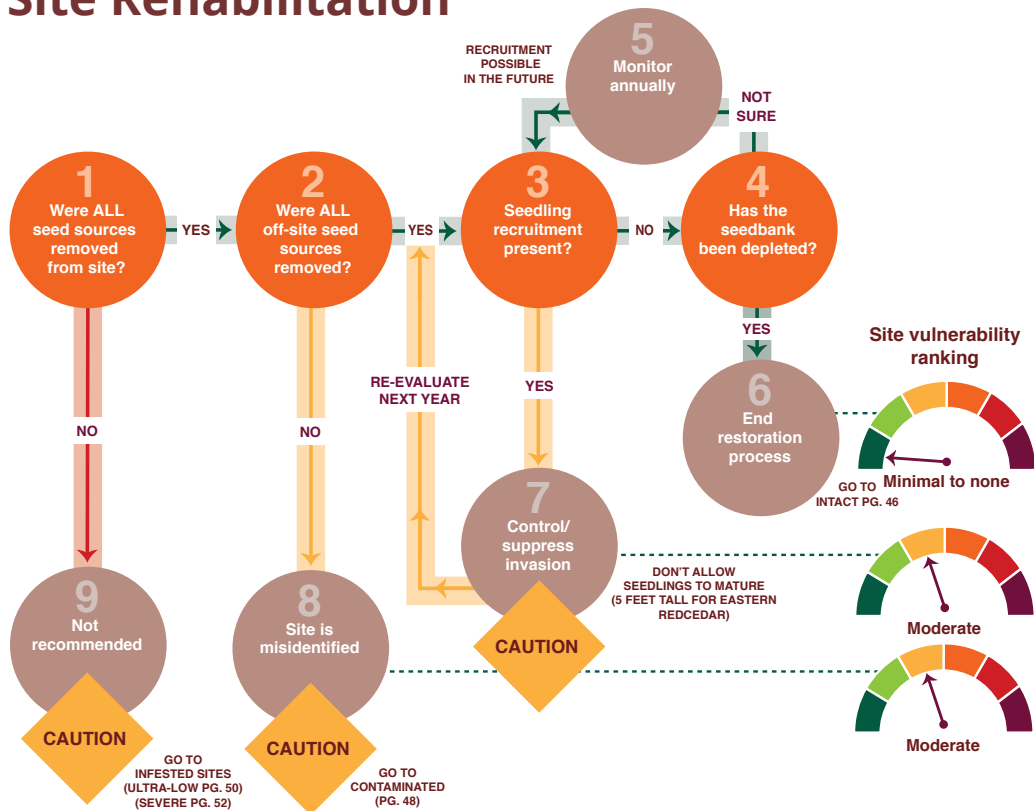 Site Rehabilitation
RECRUITMENT
POSSIBLE
IN THE FUTURE
5
Monitor
annually
NOT
SURE
1
Were ALL
seed sources
removed
from site?
YES
2
Were ALL
off-site seed
sources
removed?
YES
3
Seedling
recruitment
present?
NO
4
Has the
seedbank
been depleted?
YES
Site vulnerability
ranking
RE-EVALUATE
NEXT YEAR
YES
NO
NO
6
End
restoration
process
GO TO
INTACT PG. 46
Minimal to none
7
Control/
suppress
invasion
CAUTION
DON'T ALLOW
SEEDLINGS TO MATURE
(5 FEET TALL FOR EASTERN
REDCEDAR)
Moderate
9
Not
recommended
CAUTION
GO TO
INFESTED SITES
(ULTRA-LOW PG. 50)
(SEVERE PG. 52)
8
Site is
misidentified
CAUTION
GO TO
CONTAMINATED
(PG. 48)
Moderate